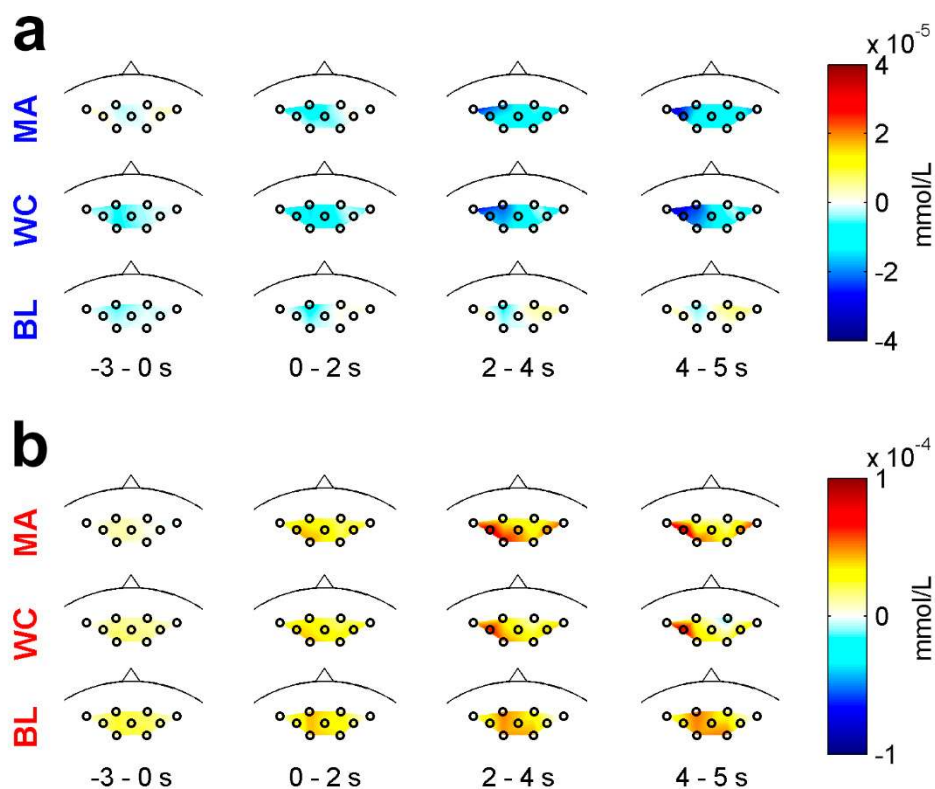 a
x 10⁻⁵
MA
WC
BL
4
2
0
-2
-4
mmol/L
-3 - 0 s
0 - 2 s
2 - 4 s
4 - 5 s
b
x 10⁻⁴
MA
WC
BL
1
0
-1
mmol/L
-3 - 0 s
0 - 2 s
2 - 4 s
4 - 5 s